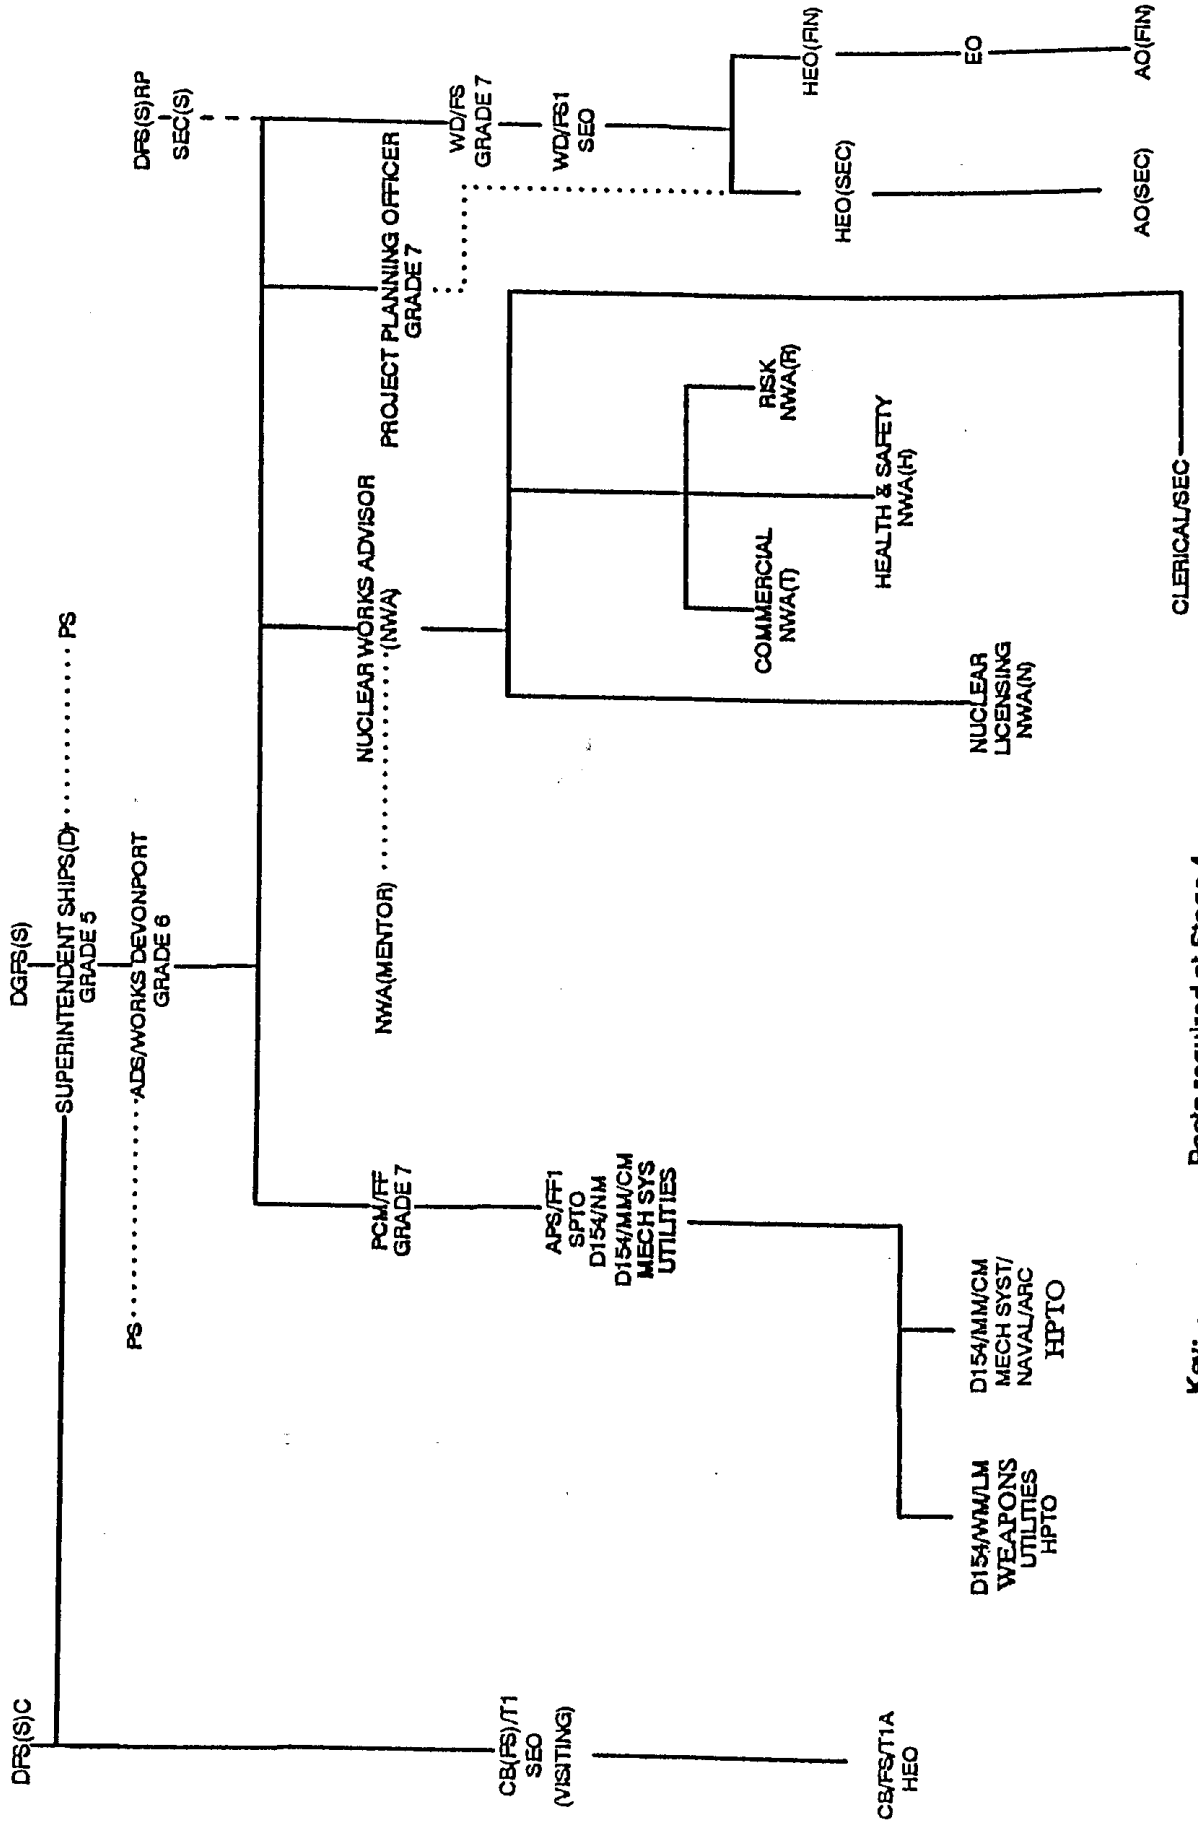 DGFS(S)
SUPERINTENDENT SHIPS(D) PS
GRADE 5
PS ADS/WORKS DEVONPORT
GRADE 6
DFS(S)C
CB(FS)/T1
SEO
(VISITING)
CB/FS/T1A
HEO
PCM/FF
GRADE 7
APS/FF1
SPTO
D154/NM
D154/MM/CM
MECH SYS
UTILITIES
D154/WM/LM
WEAPONS
UTILITIES
HPTO
D154/MM/CM
MECH SYST/
NAVAL/ARC
HPTO
NUCLEAR WORKS ADVISOR
NWA(MENTOR) (NWA)
NUCLEAR
LICENSING
NWA(N)
COMMERCIAL
NWA(T)
HEALTH & SAFETY
NWA(H)
RISK
NWA(R)
CLERICAL/SEC
PROJECT PLANNING OFFICER
GRADE 7
DFS(S)RP
SEC(S)
WD/FS
GRADE 7
WD/FS1
SEO
HEO(SEC)
AO(SEC)
HEO(FIN)
EO
AO(FIN)